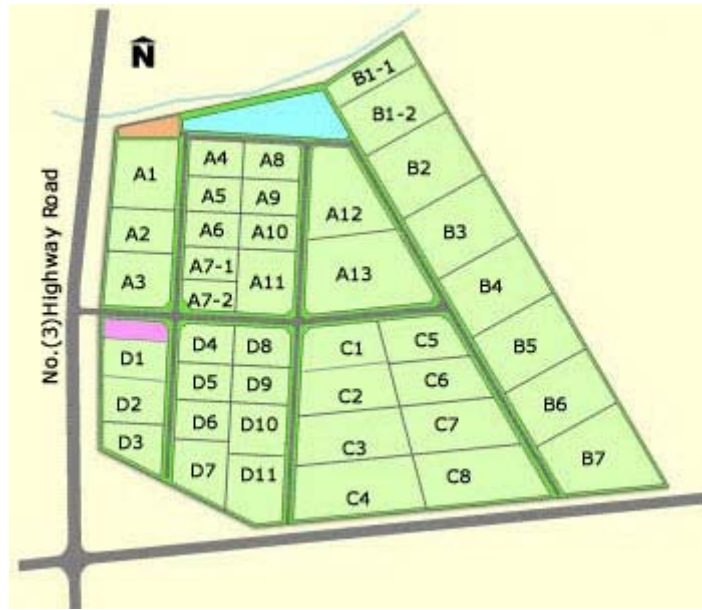 N
No.(3)Highway Road
B1-1
B1-2
B2
B3
B4
B5
B6
B7
A1
A2
A3
A4
A8
A5
A9
A6
A10
A7-1
A11
A7-2
A12
A13
D1
D2
D3
D4
D8
D5
D9
D6
D10
D7
D11
C1
C5
C2
C6
C3
C7
C4
C8